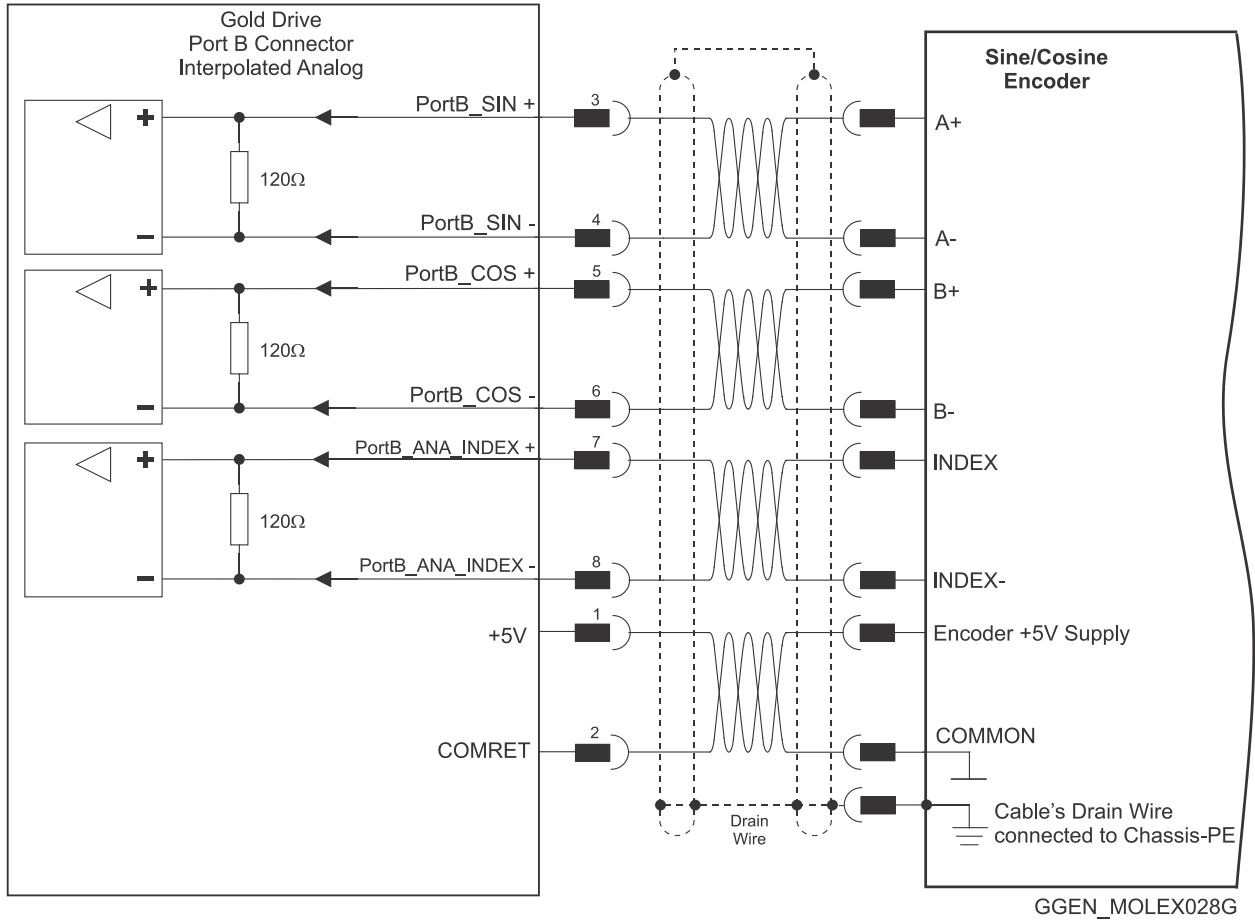 Gold Drive
Port B Connector
Interpolated Analog
Sine/Cosine
Encoder
PortB_SIN +
3
A+
120Ω
PortB_SIN -
4
A-
PortB_COS +
5
B+
120Ω
PortB_COS -
6
B-
PortB_ANA_INDEX +
7
INDEX
120Ω
PortB_ANA_INDEX -
8
INDEX-
+5V
1
Encoder +5V Supply
COMRET
2
COMMON
Drain
Wire
Cable's Drain Wire
connected to Chassis-PE
GGEN_MOLEX028G